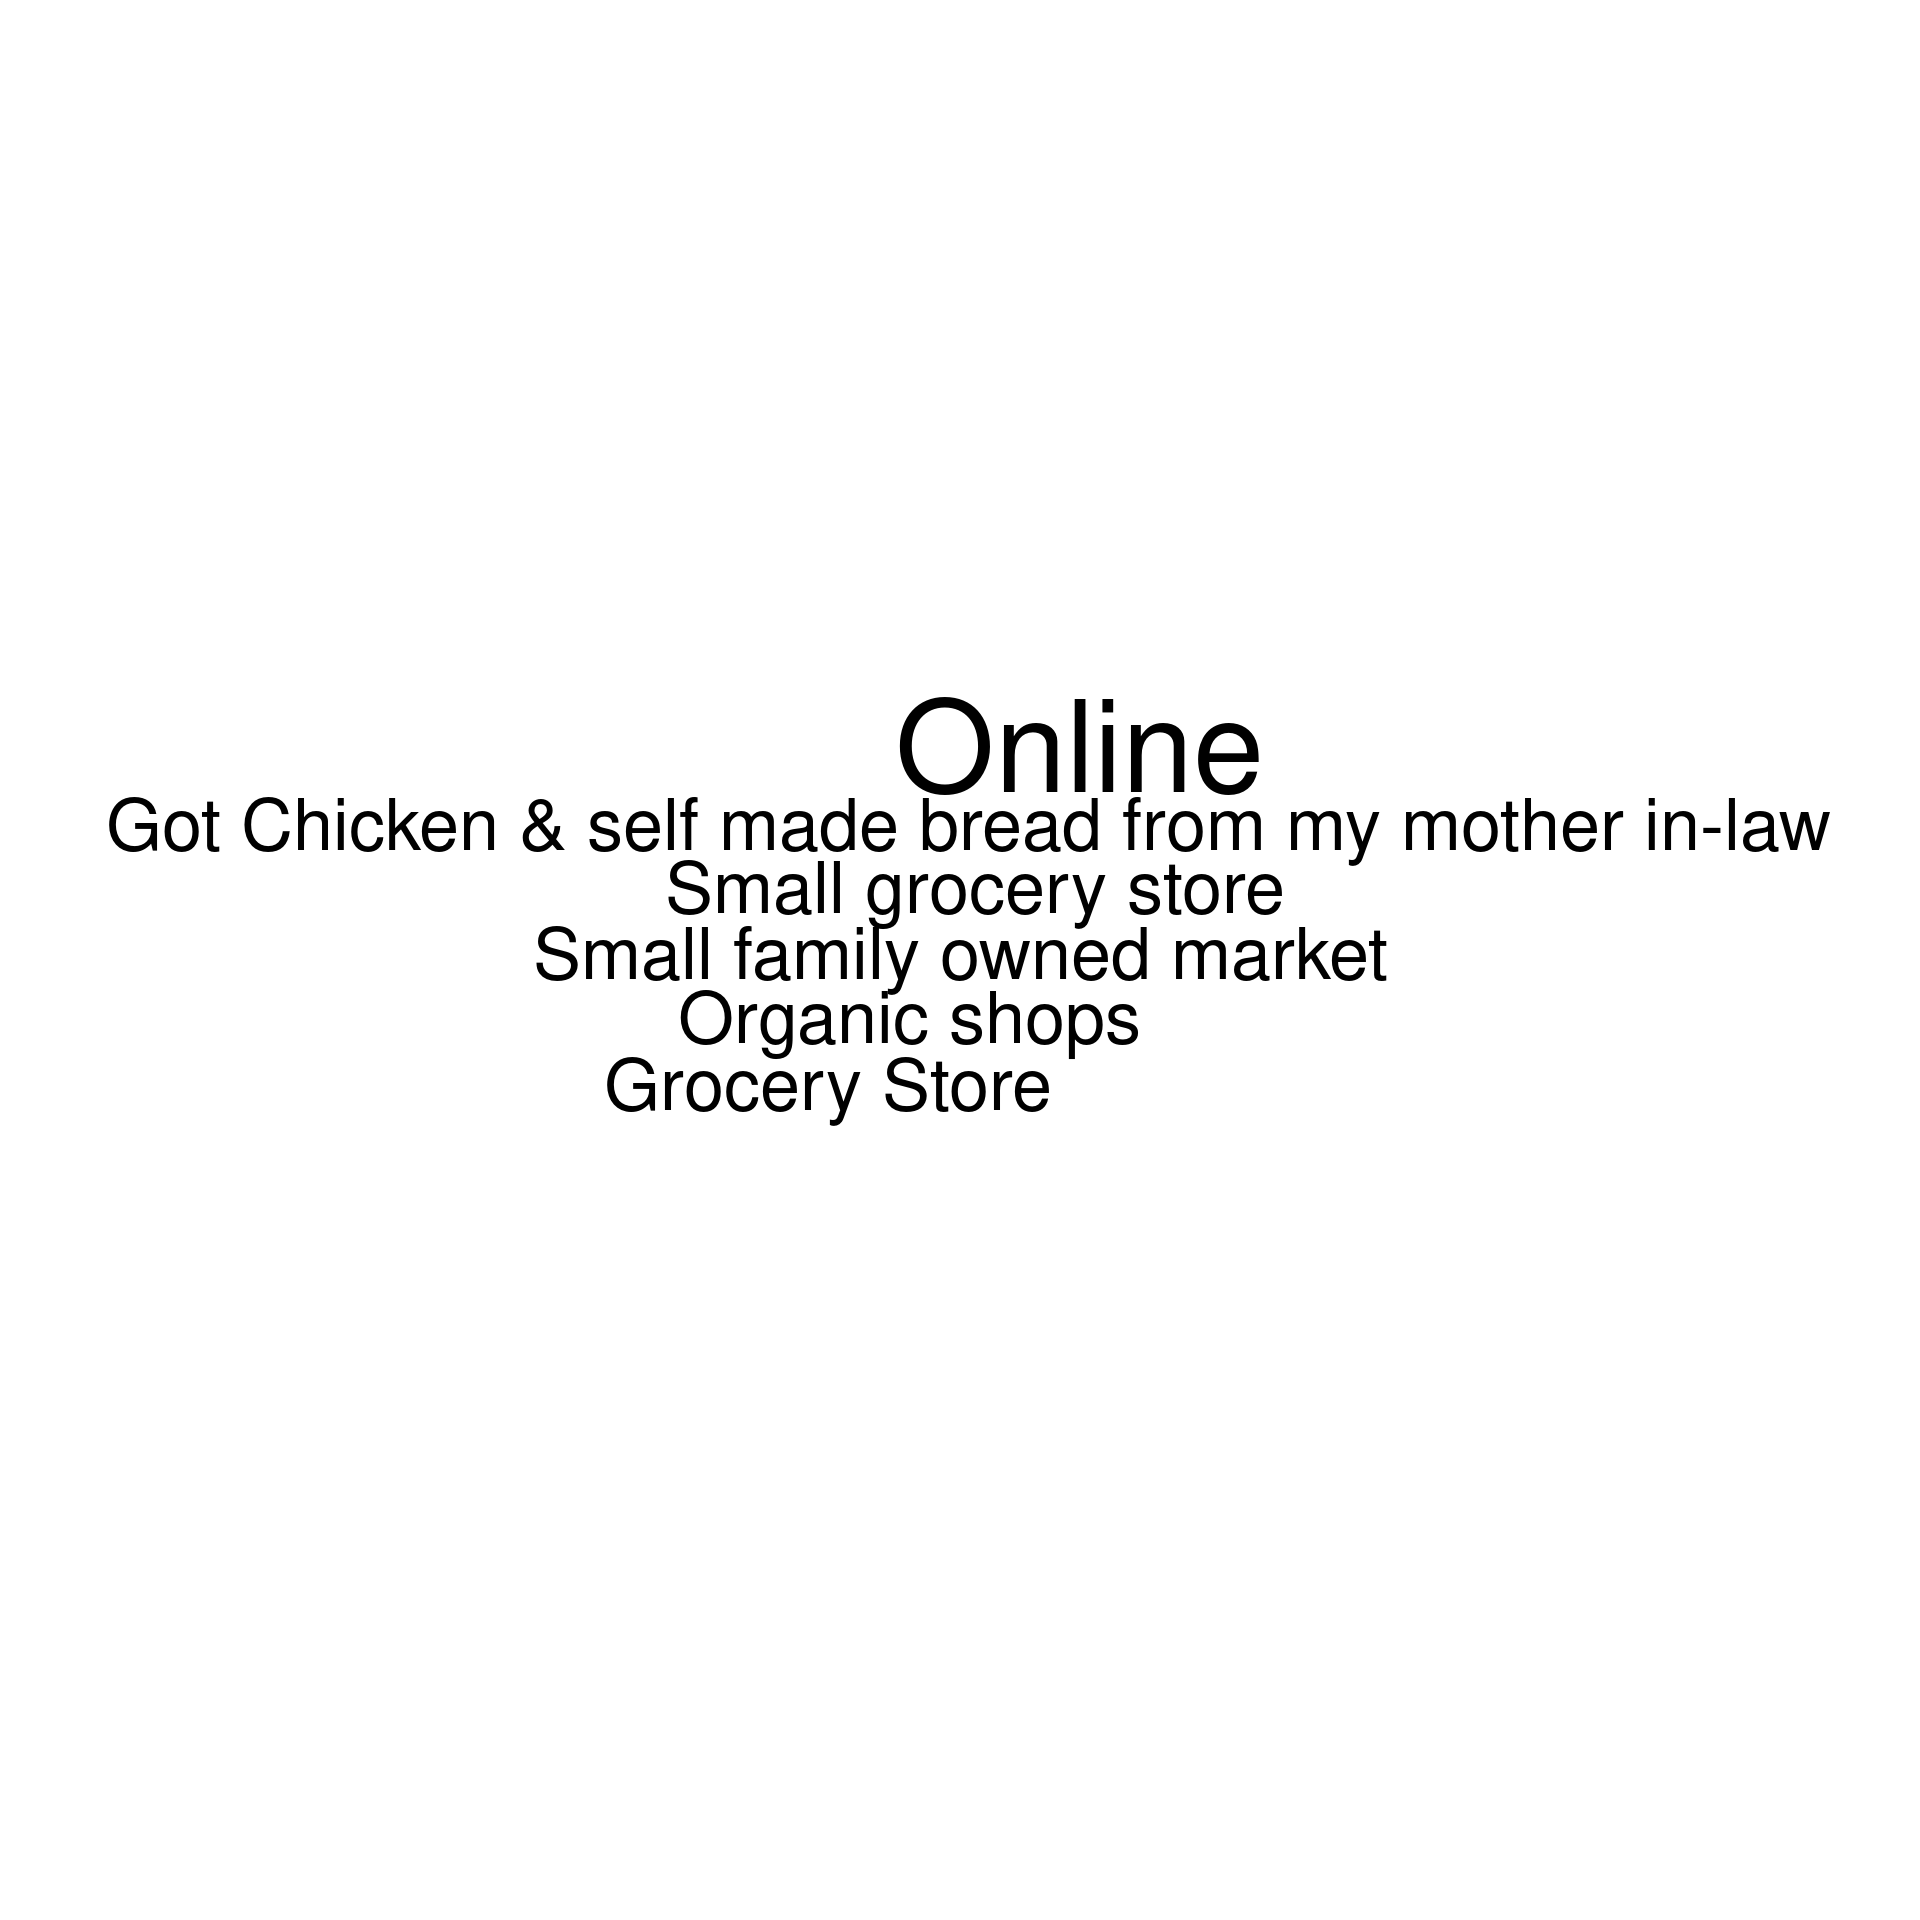 Online
Got Chicken & self made bread from my mother in-law
Small grocery store
Small family owned market
Organic shops
Grocery Store